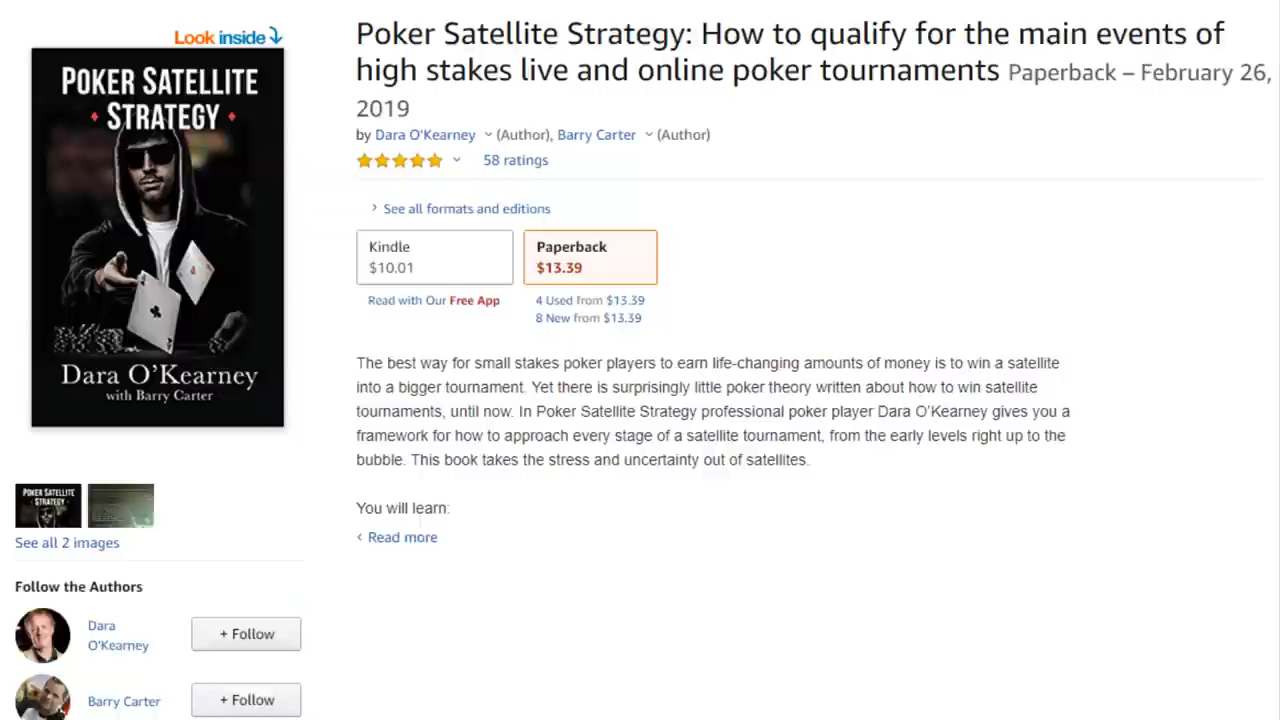 Look inside
POKER SATELLITE
STRATEGY
Dara O'Kearney
with Barry Carter
POKER SATELLITE
STRATEGY
See all 2 images
Follow the Authors
Dara
O'Kearney
+ Follow
Barry Carter
+ Follow
Poker Satellite Strategy: How to qualify for the main events of
high stakes live and online poker tournaments Paperback – February 26,
2019
by Dara O'Kearney (Author), Barry Carter (Author)
58 ratings
See all formats and editions
Kindle
$10.01
Paperback
$13.39
Read with Our Free App
4 Used from $13.39
8 New from $13.39
The best way for small stakes poker players to earn life-changing amounts of money is to win a satellite
into a bigger tournament. Yet there is surprisingly little poker theory written about how to win satellite
tournaments, until now. In Poker Satellite Strategy professional poker player Dara O'Kearney gives you a
framework for how to approach every stage of a satellite tournament, from the early levels right up to the
bubble. This book takes the stress and uncertainty out of satellites.
You will learn:
Read more